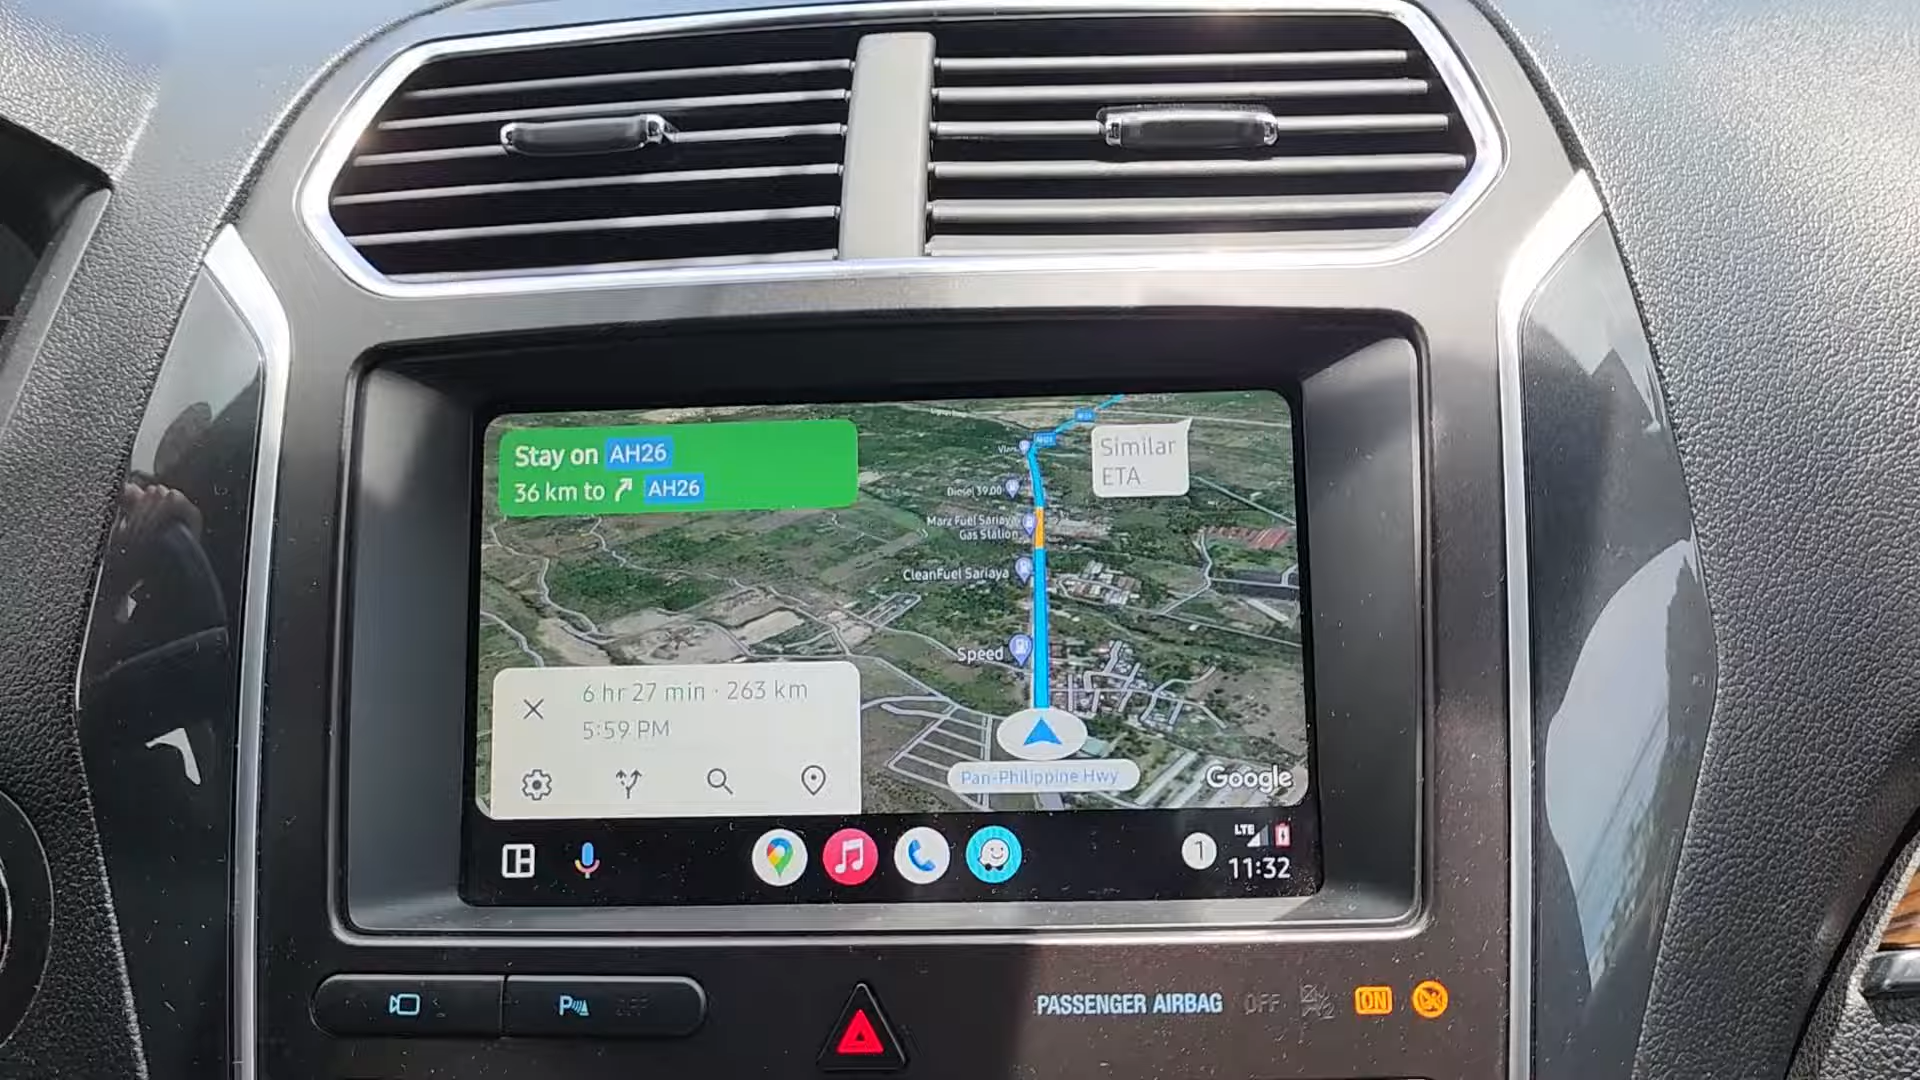 Stay on AH26
36 km to AH26
Similar
ETA
Diesel 39.00
Marz Fuel Sariaya
Gas Station
CleanFuel Sariaya
Speed
6 hr 27 min · 263 km
5:59 PM
Pan-Philippine Hwy
Google
1
LTE
11:32
P
OFF
PASSENGER AIRBAG OFF ON